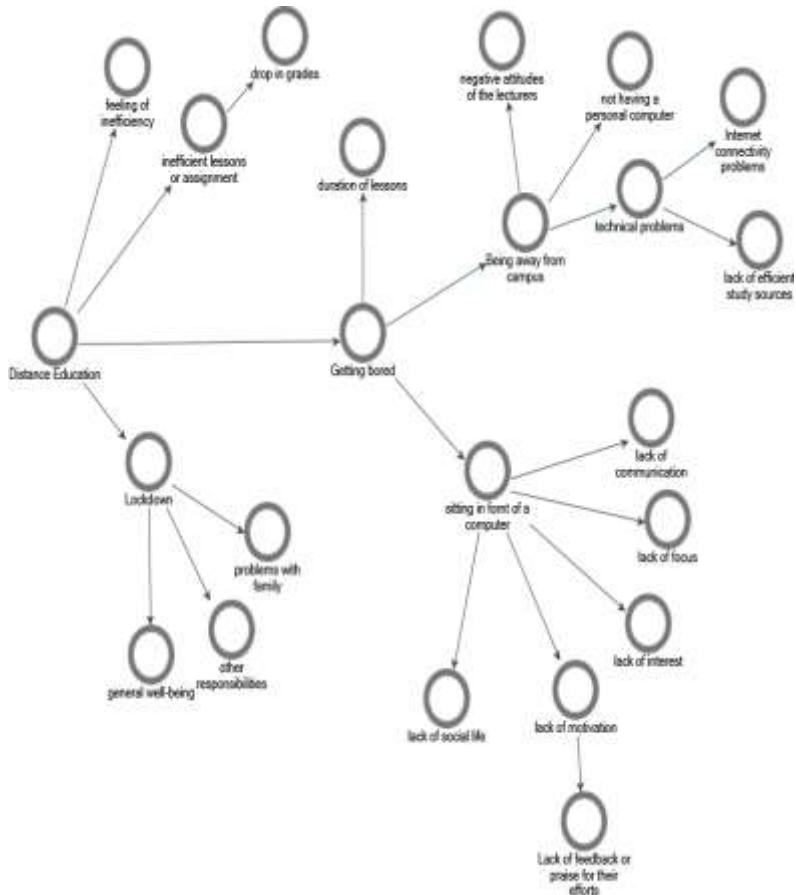 drop in grades
negative attitudes
of the lecturers
not having a
personal computer
feeling of
inefficiency
Internet
connectivity
problems
inefficient lessons
or assignment
duration of lessons
technical problems
Being away from
campus
lack of efficient
study sources
Distance Education
Getting bored
lack of
communication
Lockdown
sitting in fornt of a
computer
lack of focus
problems with
family
other
responsibilities
lack of interest
general well-being
lack of social life
lack of motivation
Lack of feedback or
praise for their
efforts